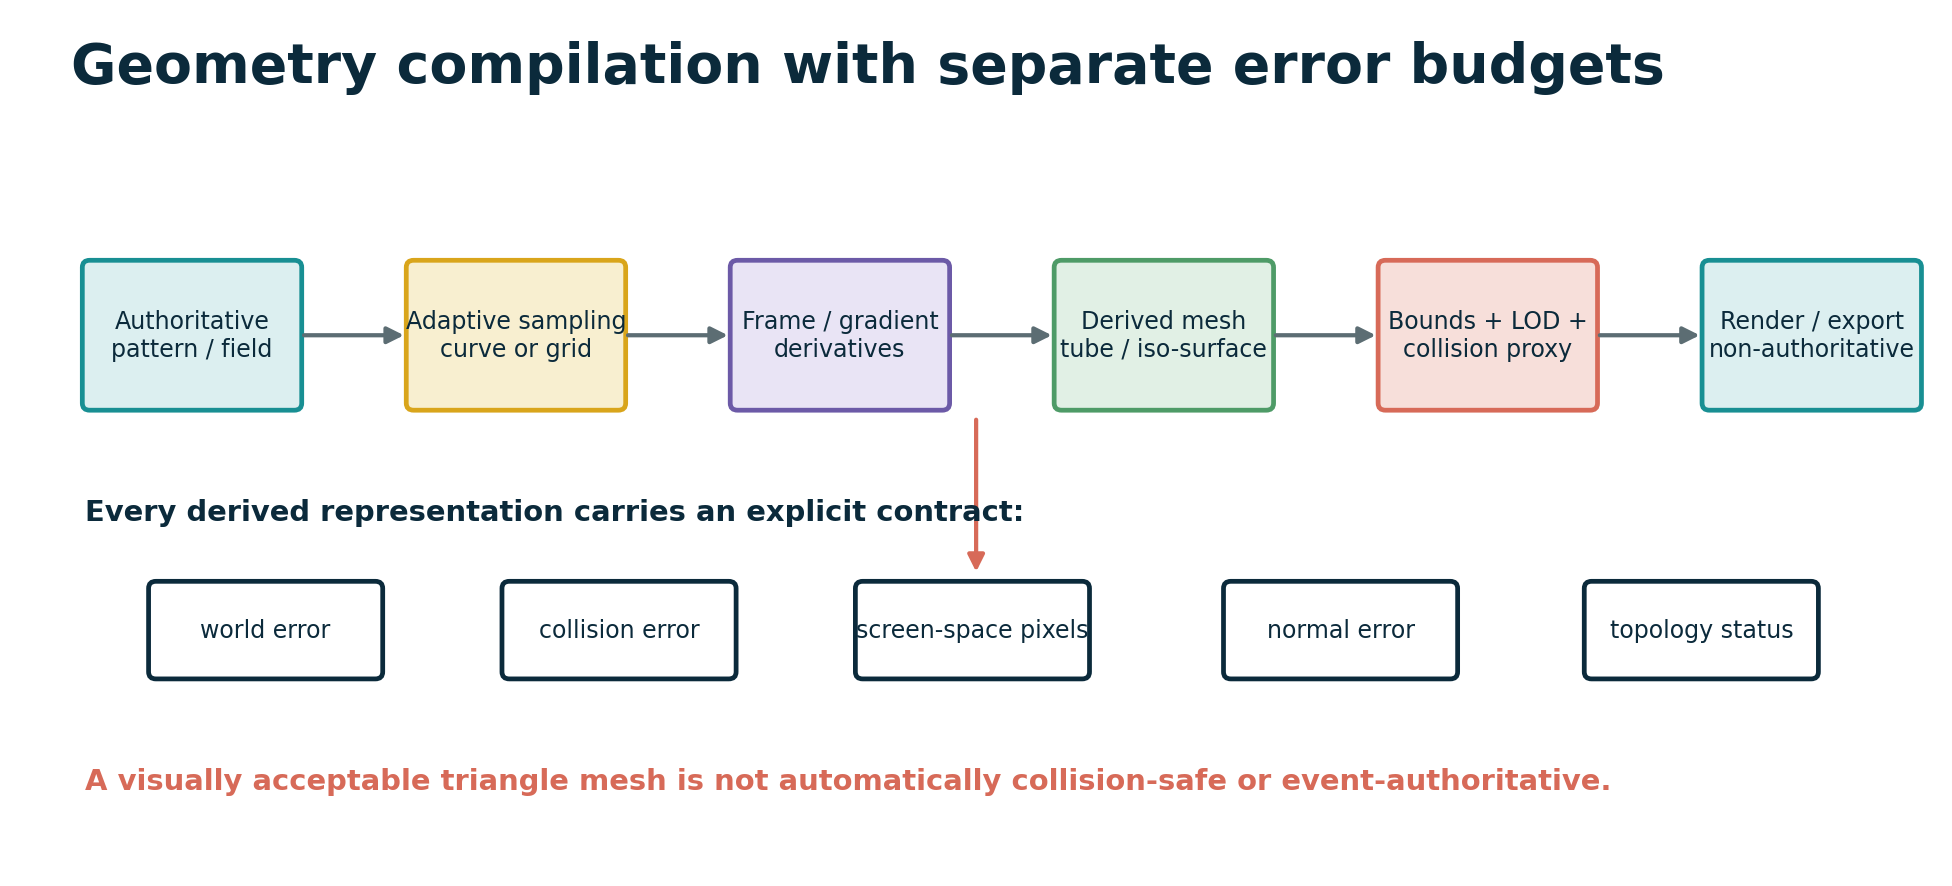 Geometry compilation with separate error budgets
Authoritative
pattern / field
Adaptive sampling
curve or grid
Frame / gradient
derivatives
Derived mesh
tube / iso-surface
Bounds + LOD +
collision proxy
Render / export
non-authoritative
Every derived representation carries an explicit contract:
world error
collision error
screen-space pixels
normal error
topology status
A visually acceptable triangle mesh is not automatically collision-safe or event-authoritative.